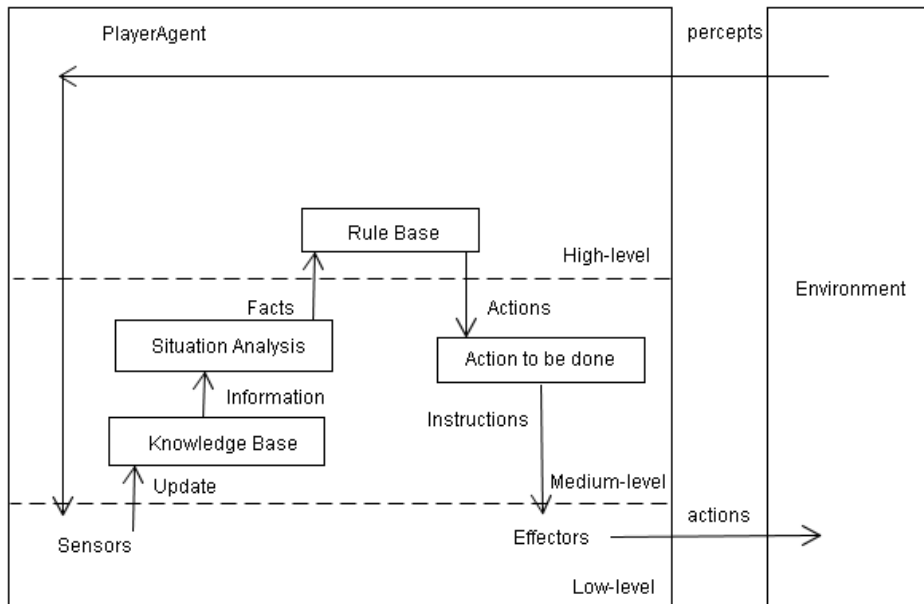 PlayerAgent
percepts
Rule Base
High-level
Environment
Facts
Actions
Situation Analysis
Action to be done
Information
Instructions
Knowledge Base
Update
Medium-level
actions
Sensors
Effectors
Low-level